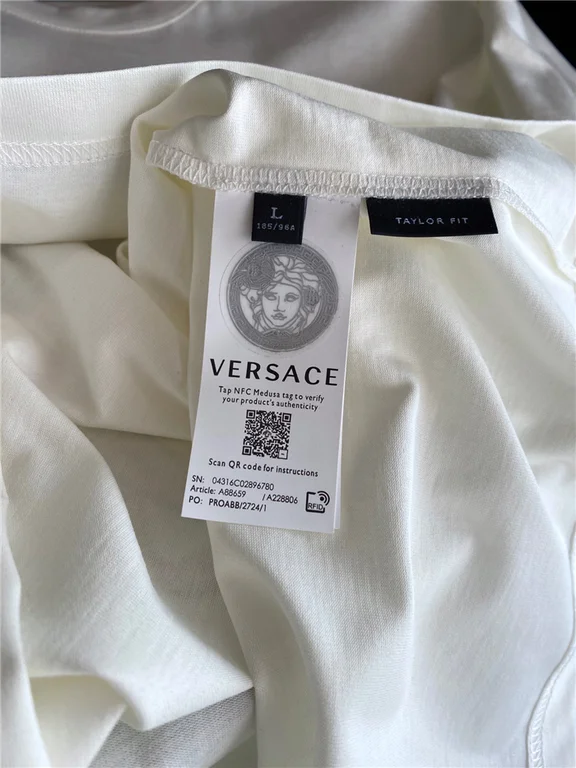 L
185/96A
TAYLOR FIT
VERSACE
Tap NFC Medusa tag to verify
your product's authenticity
Scan QR code for instructions
SN: 04316C02896780
Article: A88659 /A228806
PO: PROABB/2724/1
RFID